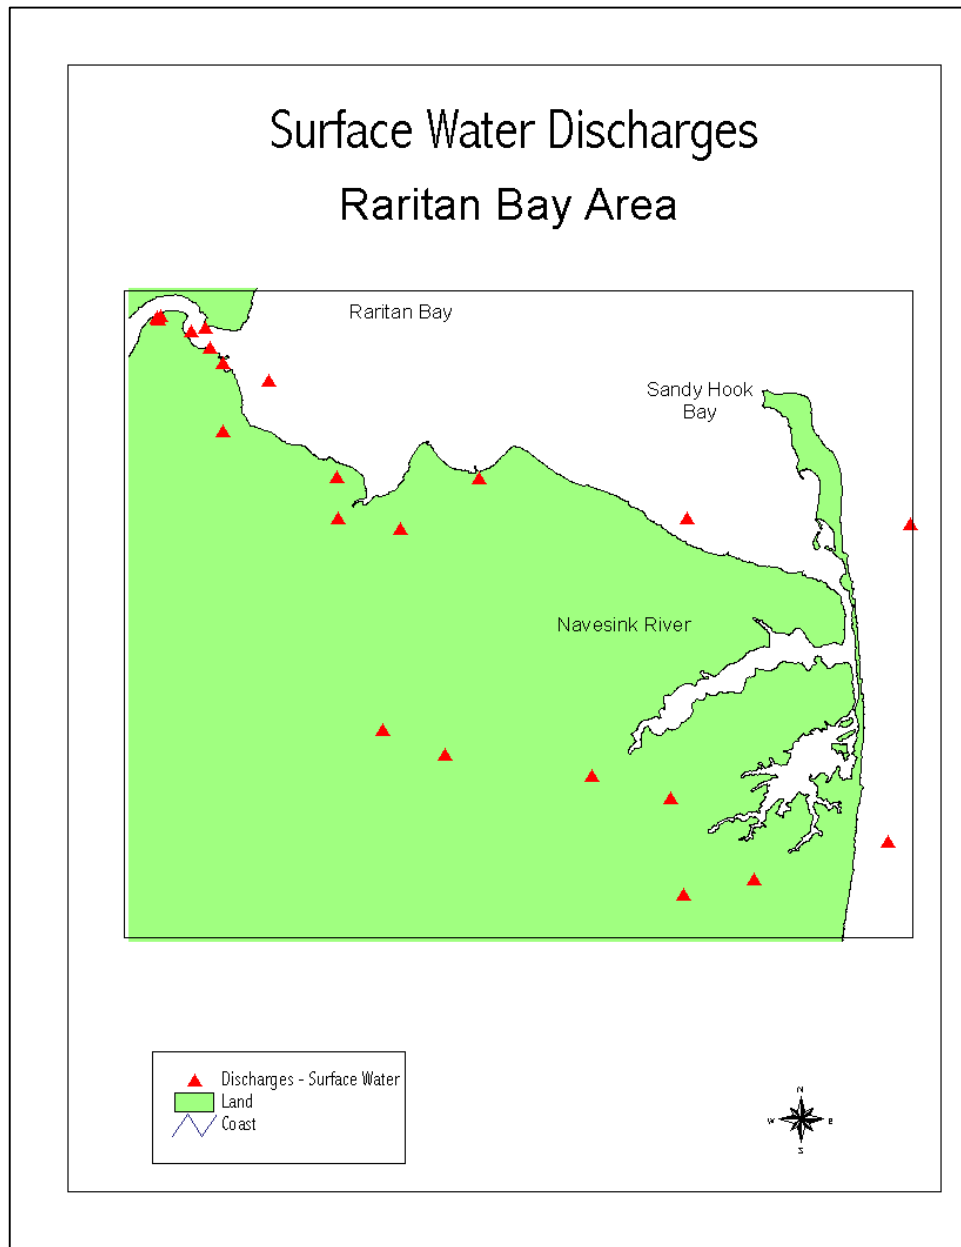 Surface Water Discharges
Raritan Bay Area
Raritan Bay
Sandy Hook
Bay
Navesink River
Discharges - Surface Water
Land
Coast
N
W E
S